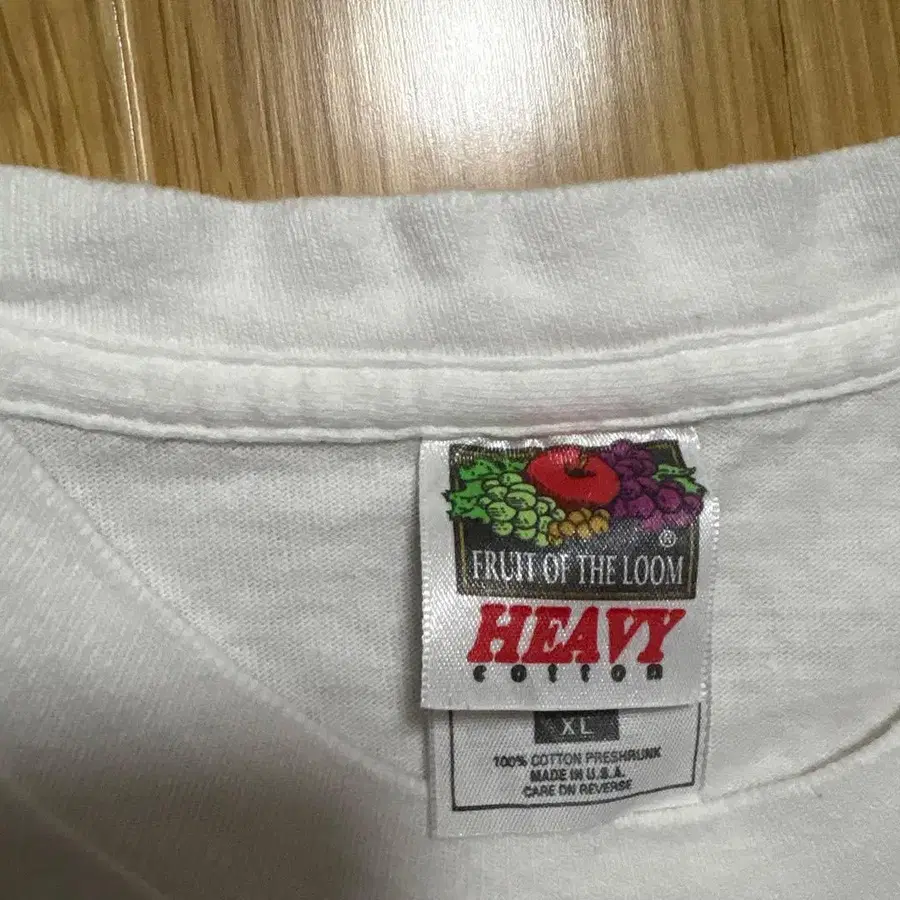 ®
FRUIT OF THE LOOM
HEAVY
cotton
XL
100% COTTON PRESHRUNK
MADE IN U.S.A.
CARE ON REVERSE